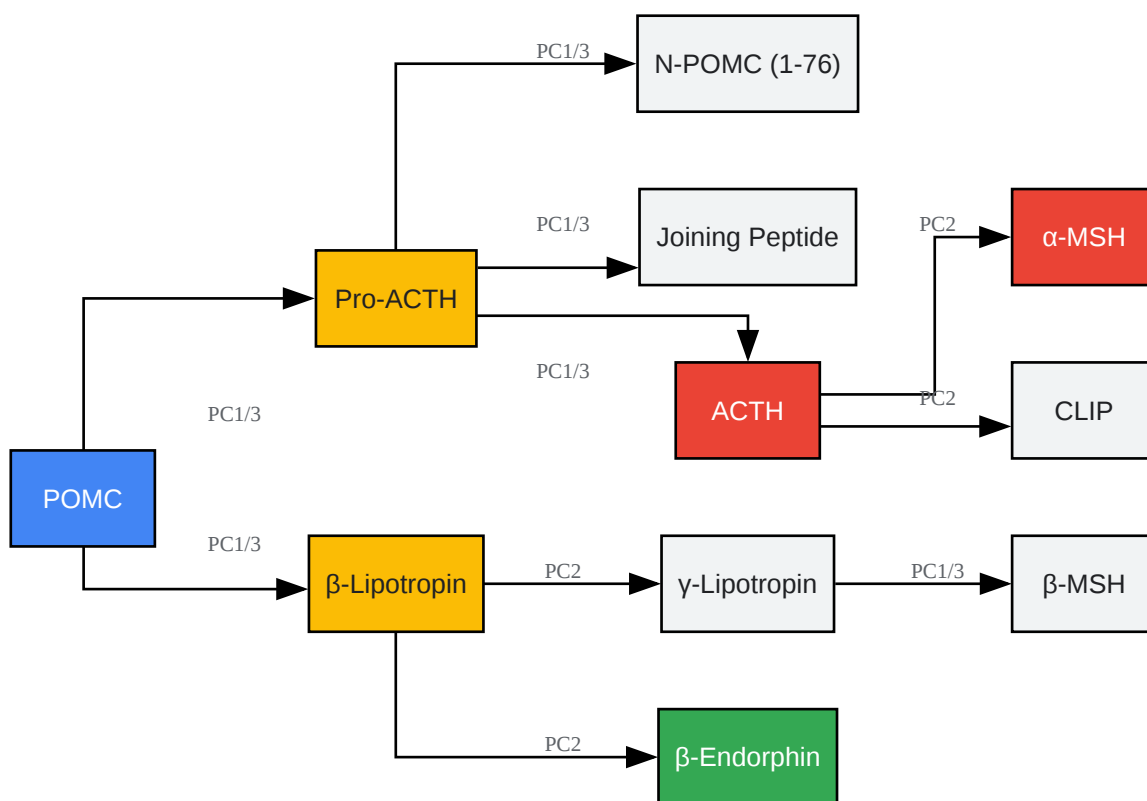 PC1/3
N-POMC (1-76)
PC1/3
Joining Peptide
PC2
α-MSH
Pro-ACTH
PC1/3
ACTH
PC2
CLIP
PC1/3
POMC
PC1/3
β-Lipotropin
PC2
γ-Lipotropin
PC1/3
β-MSH
PC2
β-Endorphin